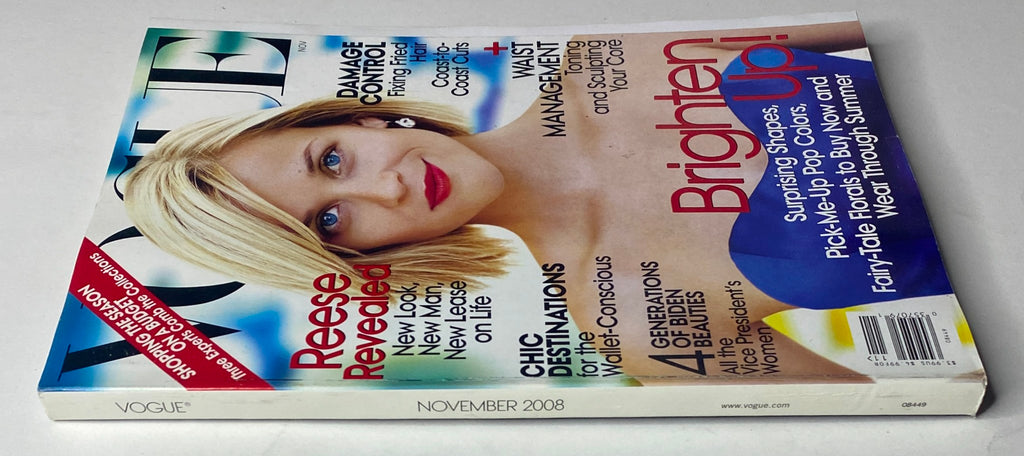 VOGUE
NOV
SHOPPING THE SEASON
ON A BUDGET
Three Experts Comb the Collections
DAMAGE
CONTROL
Fixing Fried
Hair
Coast-to-
Coast Cuts
+
WAIST
MANAGEMENT
Toning
and Sculpting
Your Core
Reese
Revealed
New Look,
New Man,
New Lease
on Life
CHIC
DESTINATIONS
for the
Wallet-Conscious
4 GENERATIONS
OF BIDEN
BEAUTIES
All the
Vice President's
Women
Brighten
Up!
Surprising Shapes,
Pick-Me-Up Pop Colors,
Fairy-Tale Florals to Buy Now and
Wear Through Summer
VOGUE®
NOVEMBER 2008
www.vogue.com
08449